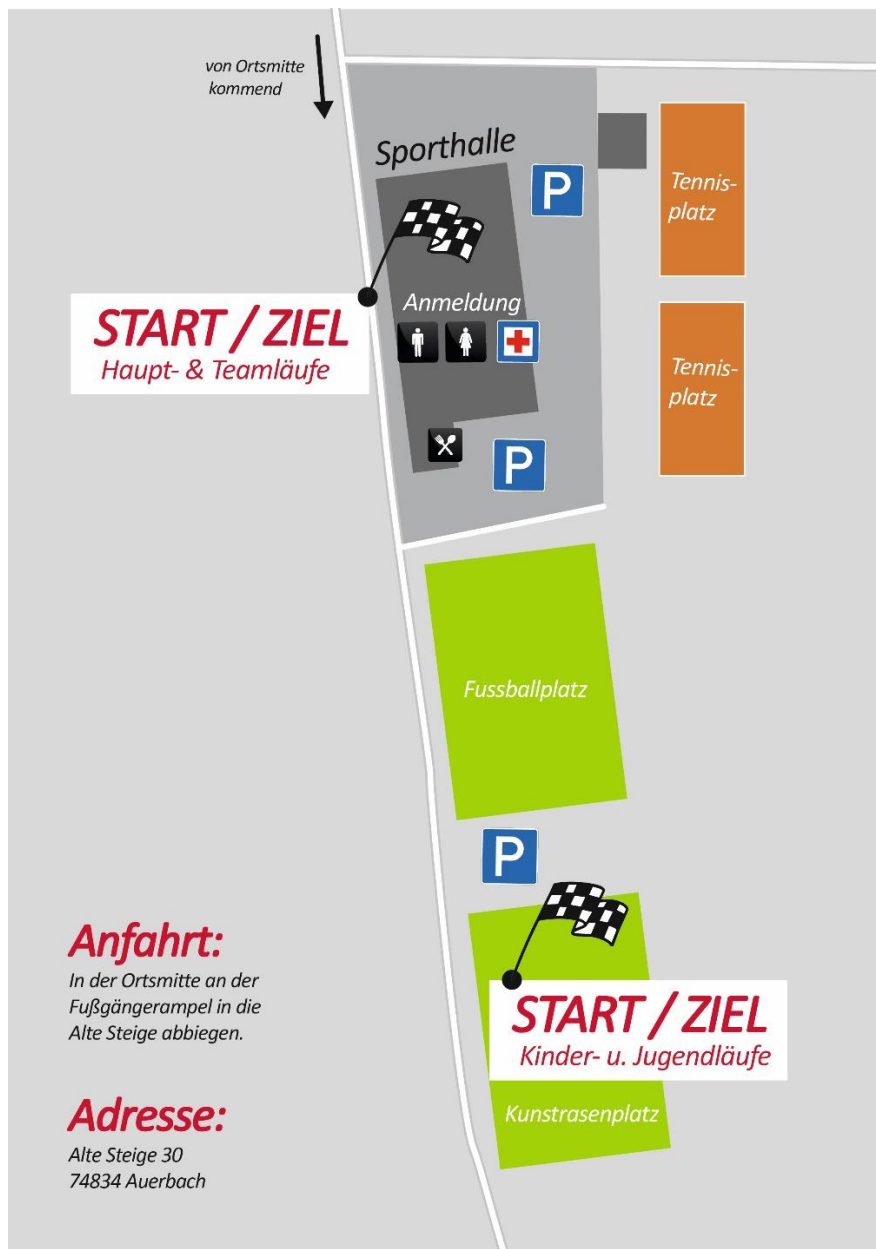 von Ortsmitte
kommend
Sporthalle
P
Tennis-
platz
START / ZIEL
Haupt- & Teamläufe
Anmeldung
Tennis-
platz
P
Fussballplatz
P
START / ZIEL
Kinder- u. Jugendläufe
Kunstrasenplatz
Anfahrt:
In der Ortsmitte an der
Fußgängerampel in die
Alte Steige abbiegen.
Adresse:
Alte Steige 30
74834 Auerbach